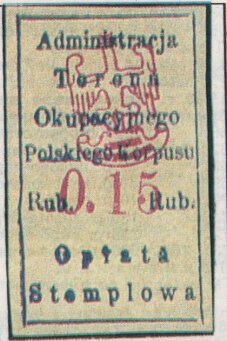 Administracja
Terenu
Okupacyjnego
Polskiego Korpusu
Rub. 0.15 Rub.
Opłata
Stemplowa